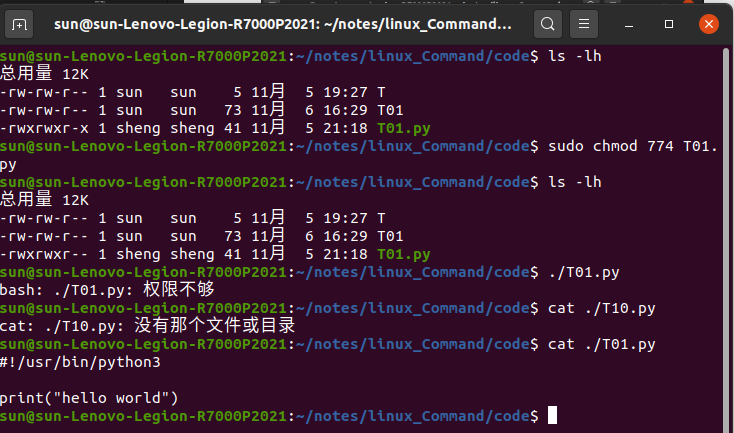 sun@sun-Lenovo-Legion-R7000P2021: ~/notes/linux_Command/...
sun@sun-Lenovo-Legion-R7000P2021:~/notes/linux_Command/code$ ls -lh
总用量 12K
-rw-rw-r-- 1 sun   sun    5 11月  5 19:27 T
-rw-rw-r-- 1 sun   sun   73 11月  6 16:29 T01
-rwxrwxr-x 1 sheng sheng 41 11月  5 21:18 T01.py
sun@sun-Lenovo-Legion-R7000P2021:~/notes/linux_Command/code$ sudo chmod 774 T01.
py
sun@sun-Lenovo-Legion-R7000P2021:~/notes/linux_Command/code$ ls -lh
总用量 12K
-rw-rw-r-- 1 sun   sun    5 11月  5 19:27 T
-rw-rw-r-- 1 sun   sun   73 11月  6 16:29 T01
-rwxrwxr-- 1 sheng sheng 41 11月  5 21:18 T01.py
sun@sun-Lenovo-Legion-R7000P2021:~/notes/linux_Command/code$ ./T01.py
bash: ./T01.py: 权限不够
sun@sun-Lenovo-Legion-R7000P2021:~/notes/linux_Command/code$ cat ./T10.py
cat: ./T10.py: 没有那个文件或目录
sun@sun-Lenovo-Legion-R7000P2021:~/notes/linux_Command/code$ cat ./T01.py
#!/usr/bin/python3

print("hello world")
sun@sun-Lenovo-Legion-R7000P2021:~/notes/linux_Command/code$